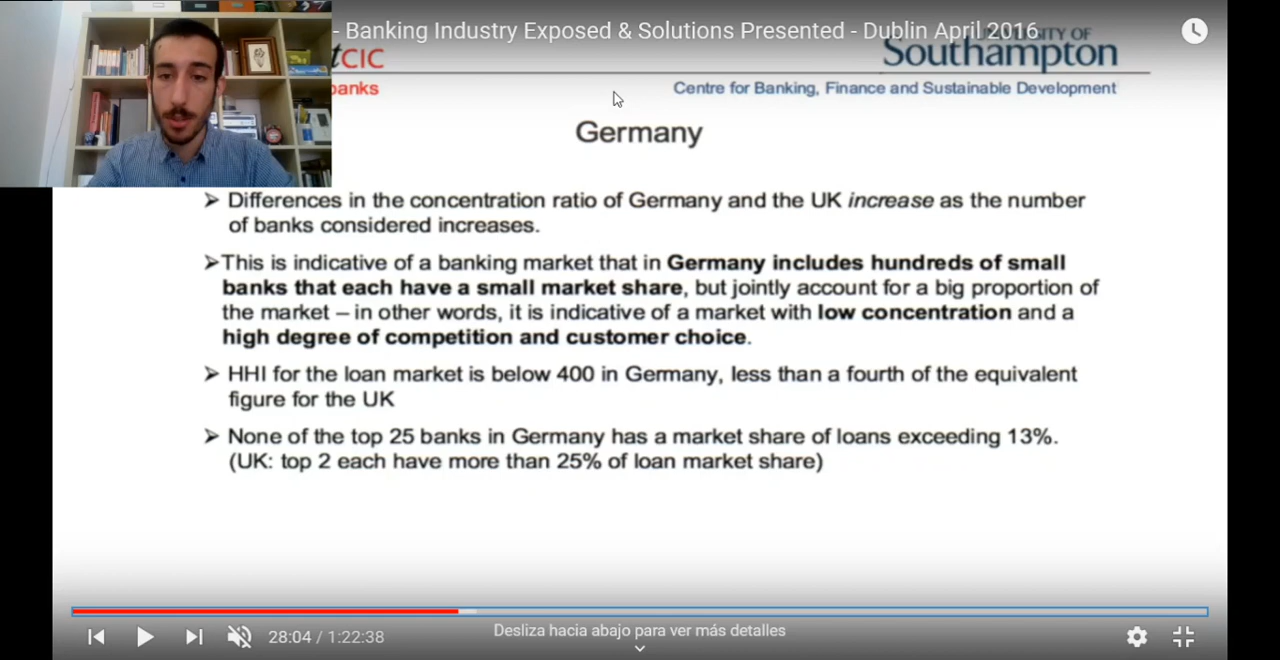 - Banking Industry Exposed & Solutions Presented - Dublin April 2016
tCIC
ITY OF
Southampton
banks
Centre for Banking, Finance and Sustainable Development
Germany
➢ Differences in the concentration ratio of Germany and the UK increase as the number
of banks considered increases.
➢This is indicative of a banking market that in Germany includes hundreds of small
banks that each have a small market share, but jointly account for a big proportion of
the market – in other words, it is indicative of a market with low concentration and a
high degree of competition and customer choice.
➢ HHI for the loan market is below 400 in Germany, less than a fourth of the equivalent
figure for the UK
➢ None of the top 25 banks in Germany has a market share of loans exceeding 13%.
(UK: top 2 each have more than 25% of loan market share)
28:04 / 1:22:38
Desliza hacia abajo para ver más detalles